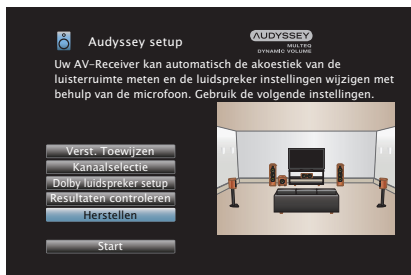 Audyssey setup
AUDYSSEY
MULTEQ
DYNAMIC VOLUME
Uw AV-Receiver kan automatisch de akoestiek van de
luisterruimte meten en de luidspreker instellingen wijzigen met
behulp van de microfoon. Gebruik de volgende instellingen.
Verst. Toewijzen
Kanaalselectie
Dolby luidspreker setup
Resultaten controleren
Herstellen
Start